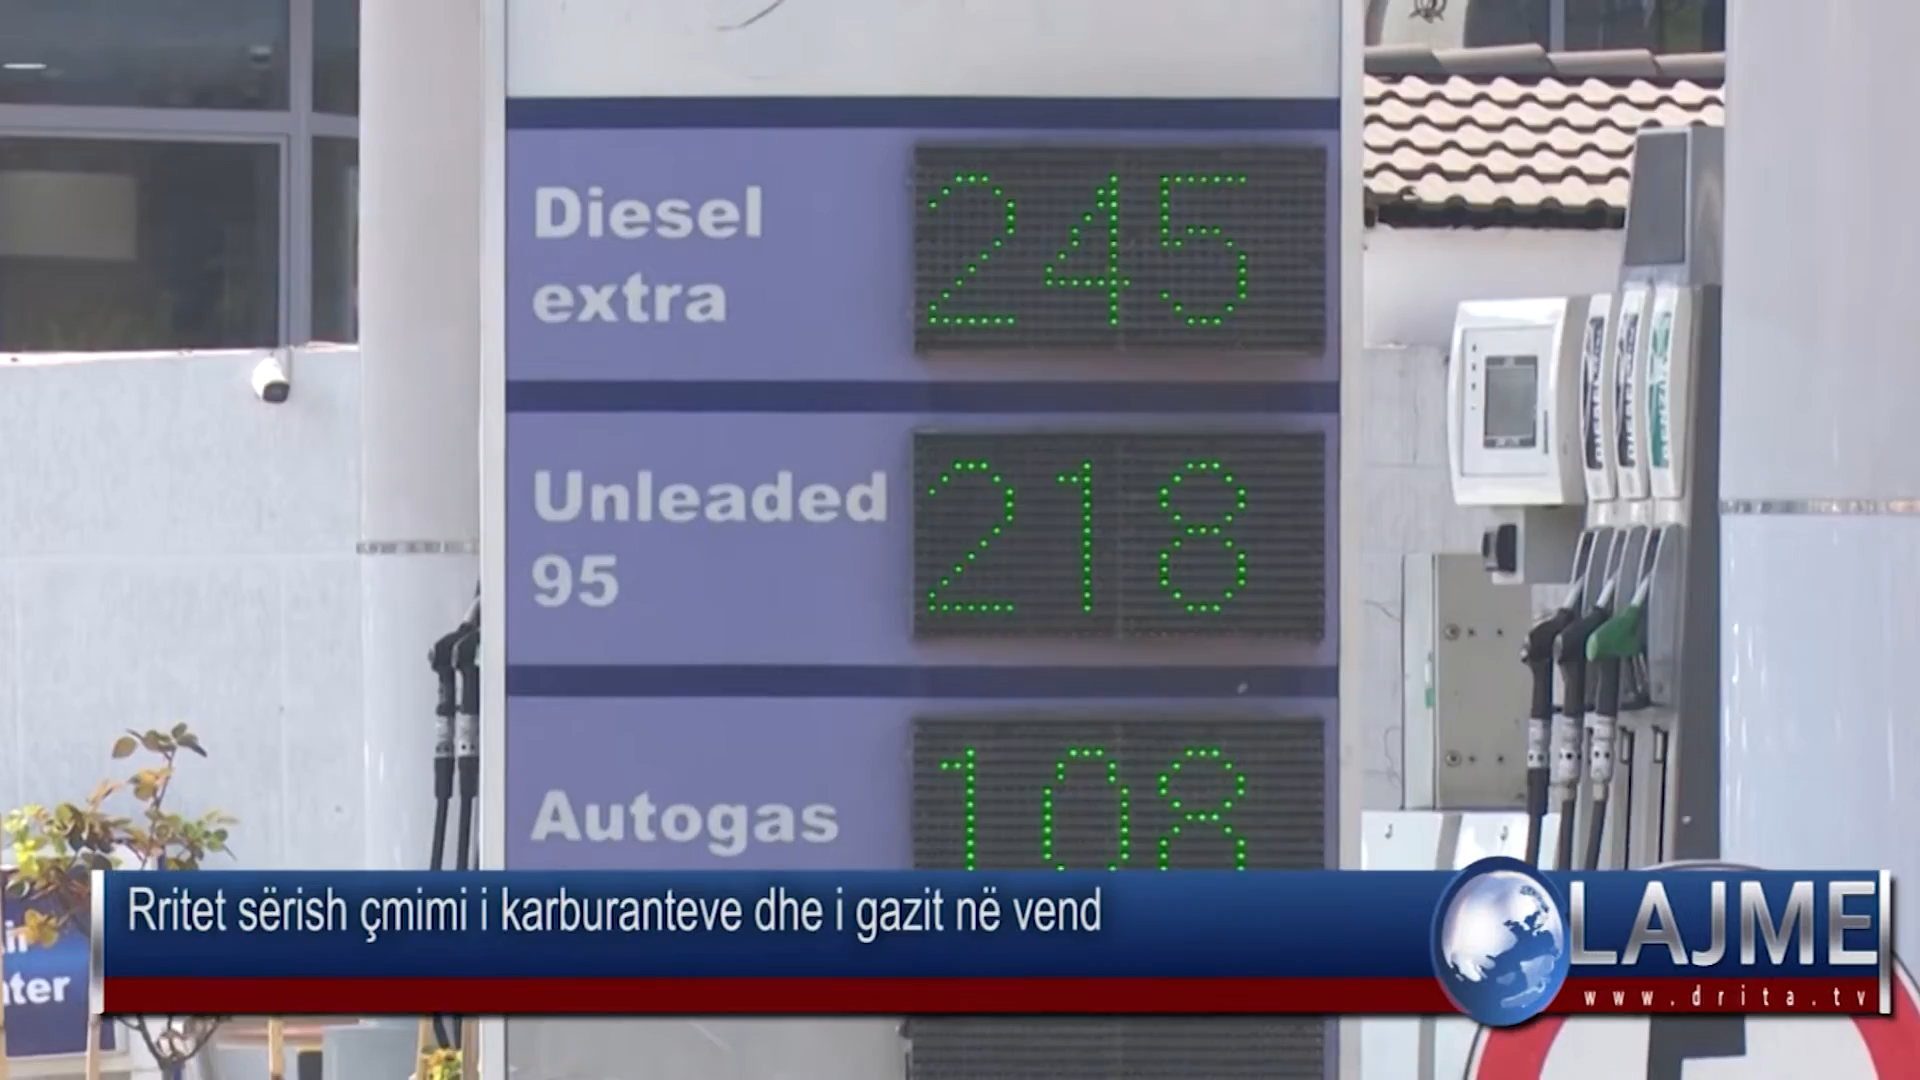 Diesel
extra
245
Unleaded
95
218
Autogas
108
Rritet sërish çmimi i karburanteve dhe i gazit në vend
LAJME
www.drita.tv